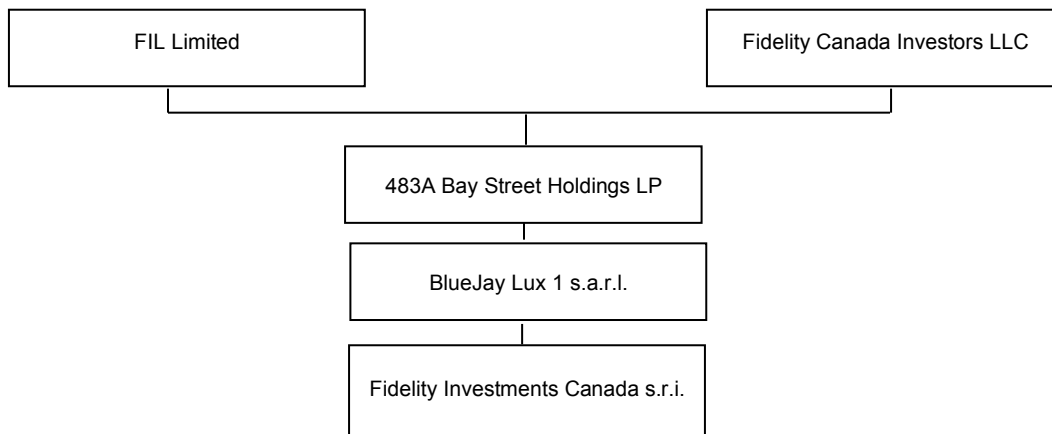 FIL Limited
Fidelity Canada Investors LLC
483A Bay Street Holdings LP
BlueJay Lux 1 s.a.r.l.
Fidelity Investments Canada s.r.i.